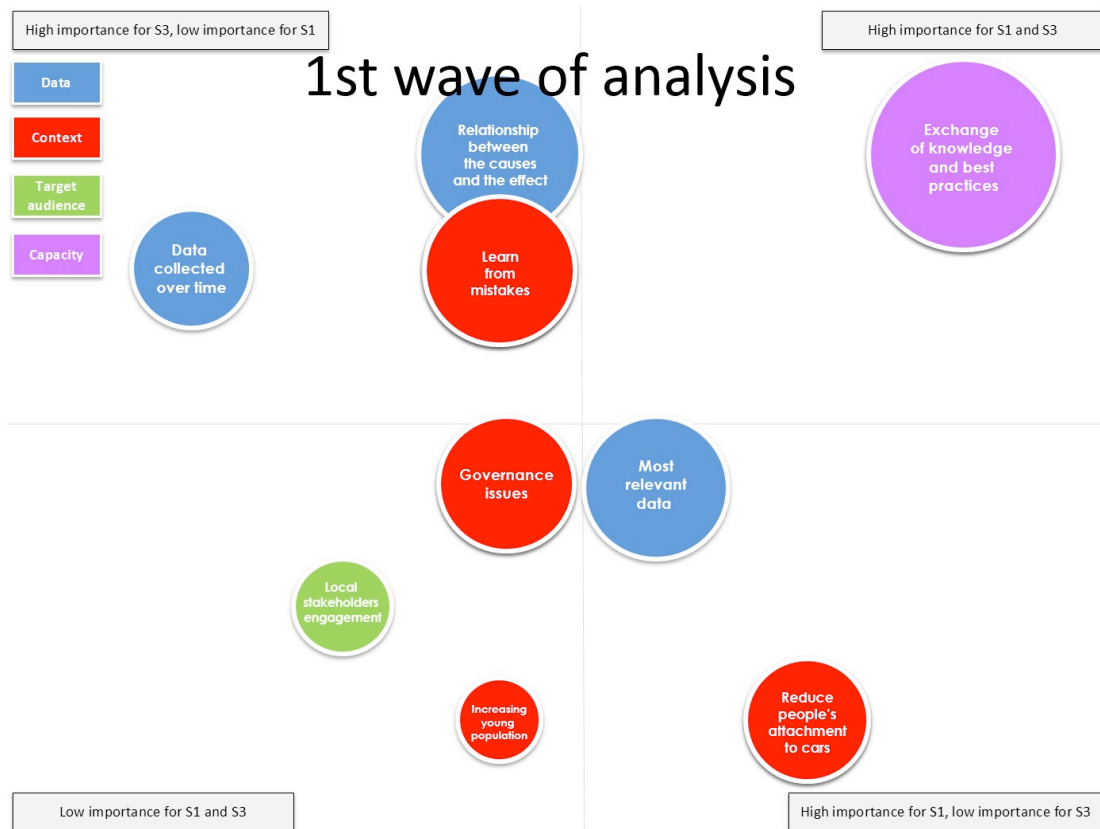 High importance for S3, low importance for S1
High importance for S1 and S3
1st wave of analysis
Data
Context
Target
audience
Capacity
Relationship
between
the causes
and the effect
Exchange
of knowledge
and best
practices
Data
collected
over time
Learn
from
mistakes
Governance
issues
Most
relevant
data
Local
stakeholders
engagement
Increasing
young
population
Reduce
people's
attachment
to cars
Low importance for S1 and S3
High importance for S1, low importance for S3